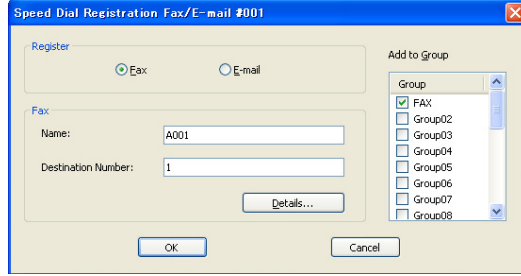 Speed Dial Registration Fax/E-mail #001
Register
Fax
E-mail
Fax
Name:
A001
Destination Number:
1
Details...
Add to Group
Group
FAX
Group02
Group03
Group04
Group05
Group06
Group07
Group08
OK
Cancel